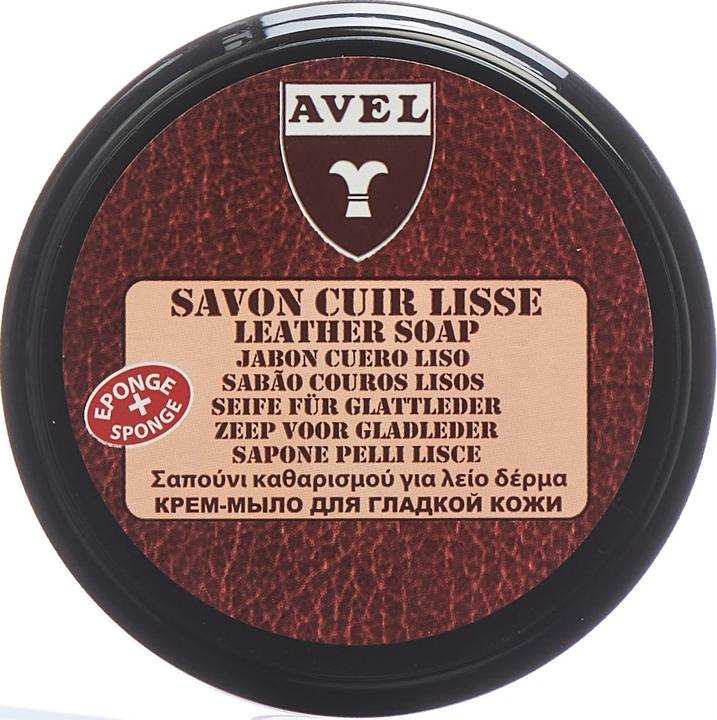 AVEL
SAVON CUIR LISSE
LEATHER SOAP
JABON CUERO LISO
SABÃO COUROS LISOS
SEIFE FÜR GLATTLEDER
ZEEP VOOR GLADLEDER
SAPONE PELLI LISCE
Σαπούνι καθαρισμού για λείο δέρμα
КРЕМ-МЫЛО ДЛЯ ГЛАДКОЙ КОЖИ
EPONGE
+
SPONGE